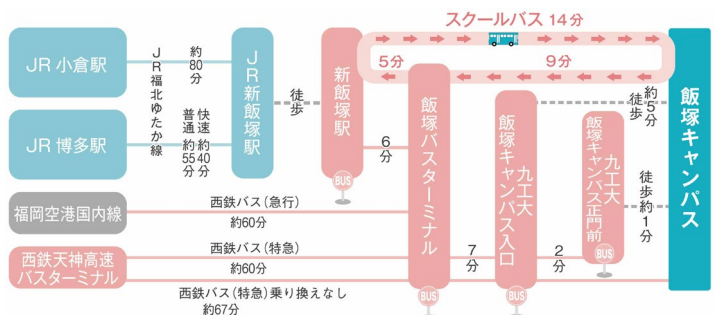 スクールバス 14分
5分
9分
JR 小倉駅
約80分
JR福北ゆたか線
JR新飯塚駅
徒歩
新飯塚駅
BUS
JR 博多駅
普通 約55分
快速 約40分
6分
飯塚バスターミナル
BUS
九工大
飯塚キャンパス入口
BUS
九工大
飯塚キャンパス正門前
BUS
徒歩
約5分
徒歩約1分
飯塚キャンパス
福岡空港国内線
西鉄バス（急行）
約60分
西鉄天神高速
バスターミナル
西鉄バス（特急）
約60分
7分
2分
西鉄バス（特急）乗り換えなし
約67分